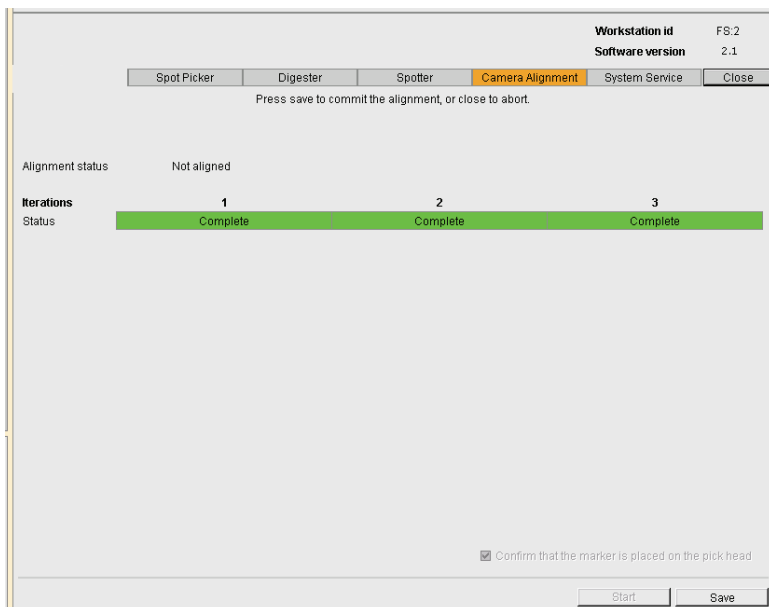 Workstation id FS:2
Software version 2.1
Spot Picker Digester Spotter Camera Alignment System Service Close
Press save to commit the alignment, or close to abort.
Alignment status Not aligned
Iterations 1 2 3
Status Complete Complete Complete
Confirm that the marker is placed on the pick head
Start Save